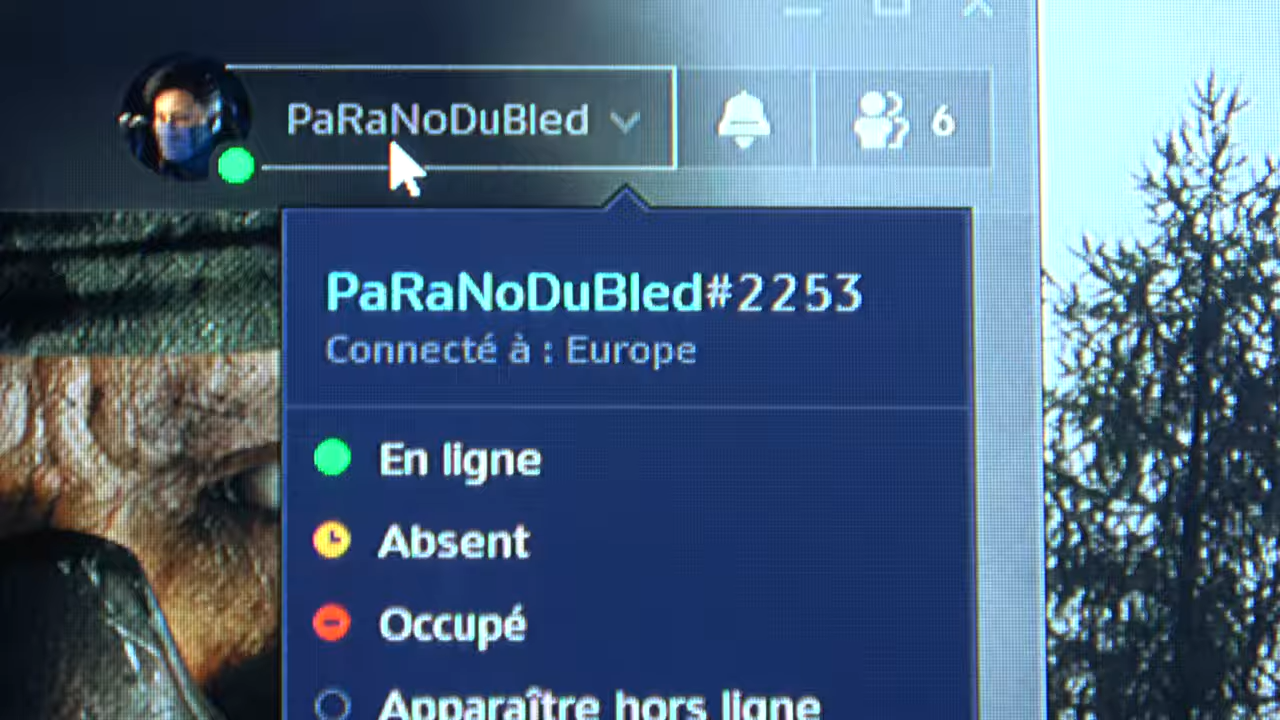 PaRaNoDuBled
6
PaRaNoDuBled#2253
Connecté à : Europe
En ligne
Absent
Occupé
Apparaître hors ligne